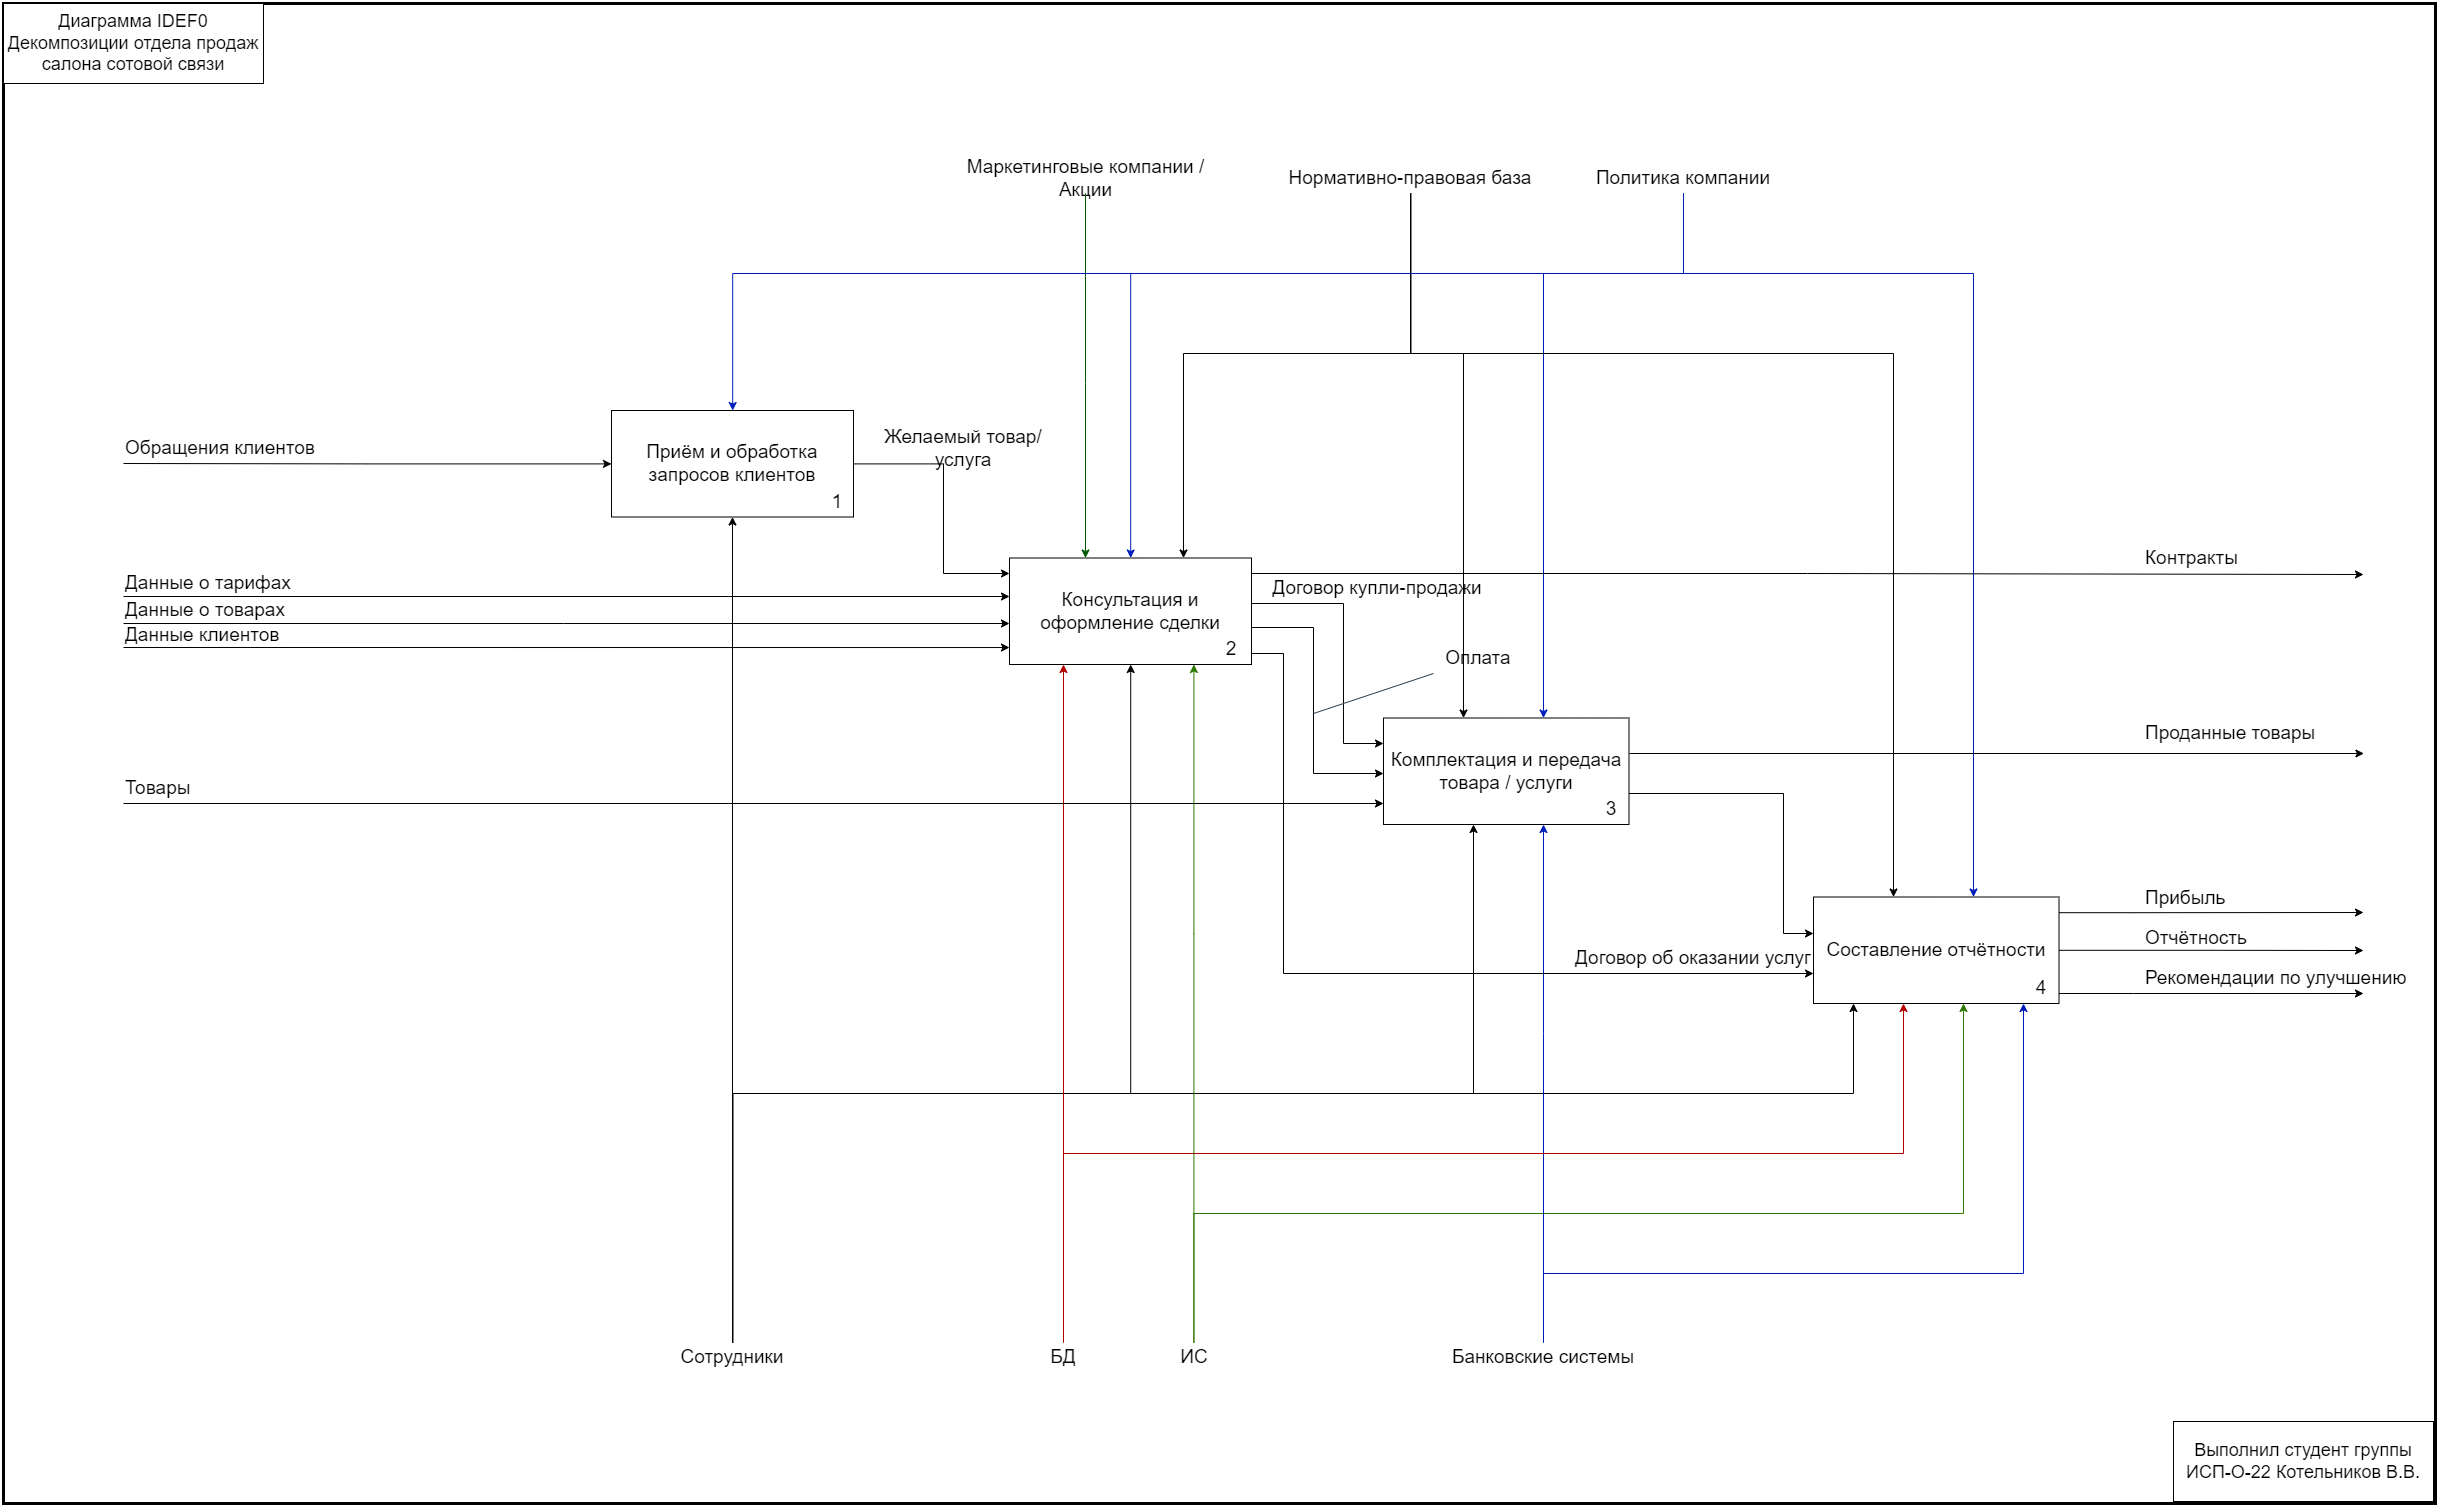 Диаграмма IDEF0
Декомпозиции отдела продаж
салона сотовой связи
Маркетинговые компании /
Акции
Нормативно-правовая база
Политика компании
Обращения клиентов
Приём и обработка
запросов клиентов
1
Желаемый товар/
услуга
Данные о тарифах
Данные о товарах
Данные клиентов
Консультация и
оформление сделки
2
Контракты
Договор купли-продажи
Оплата
Товары
Комплектация и передача
товара / услуги
3
Проданные товары
Договор об оказании услуг
Составление отчётности
4
Прибыль
Отчётность
Рекомендации по улучшению
Сотрудники
БД
ИС
Банковские системы
Выполнил студент группы
ИСП-О-22 Котельников В.В.